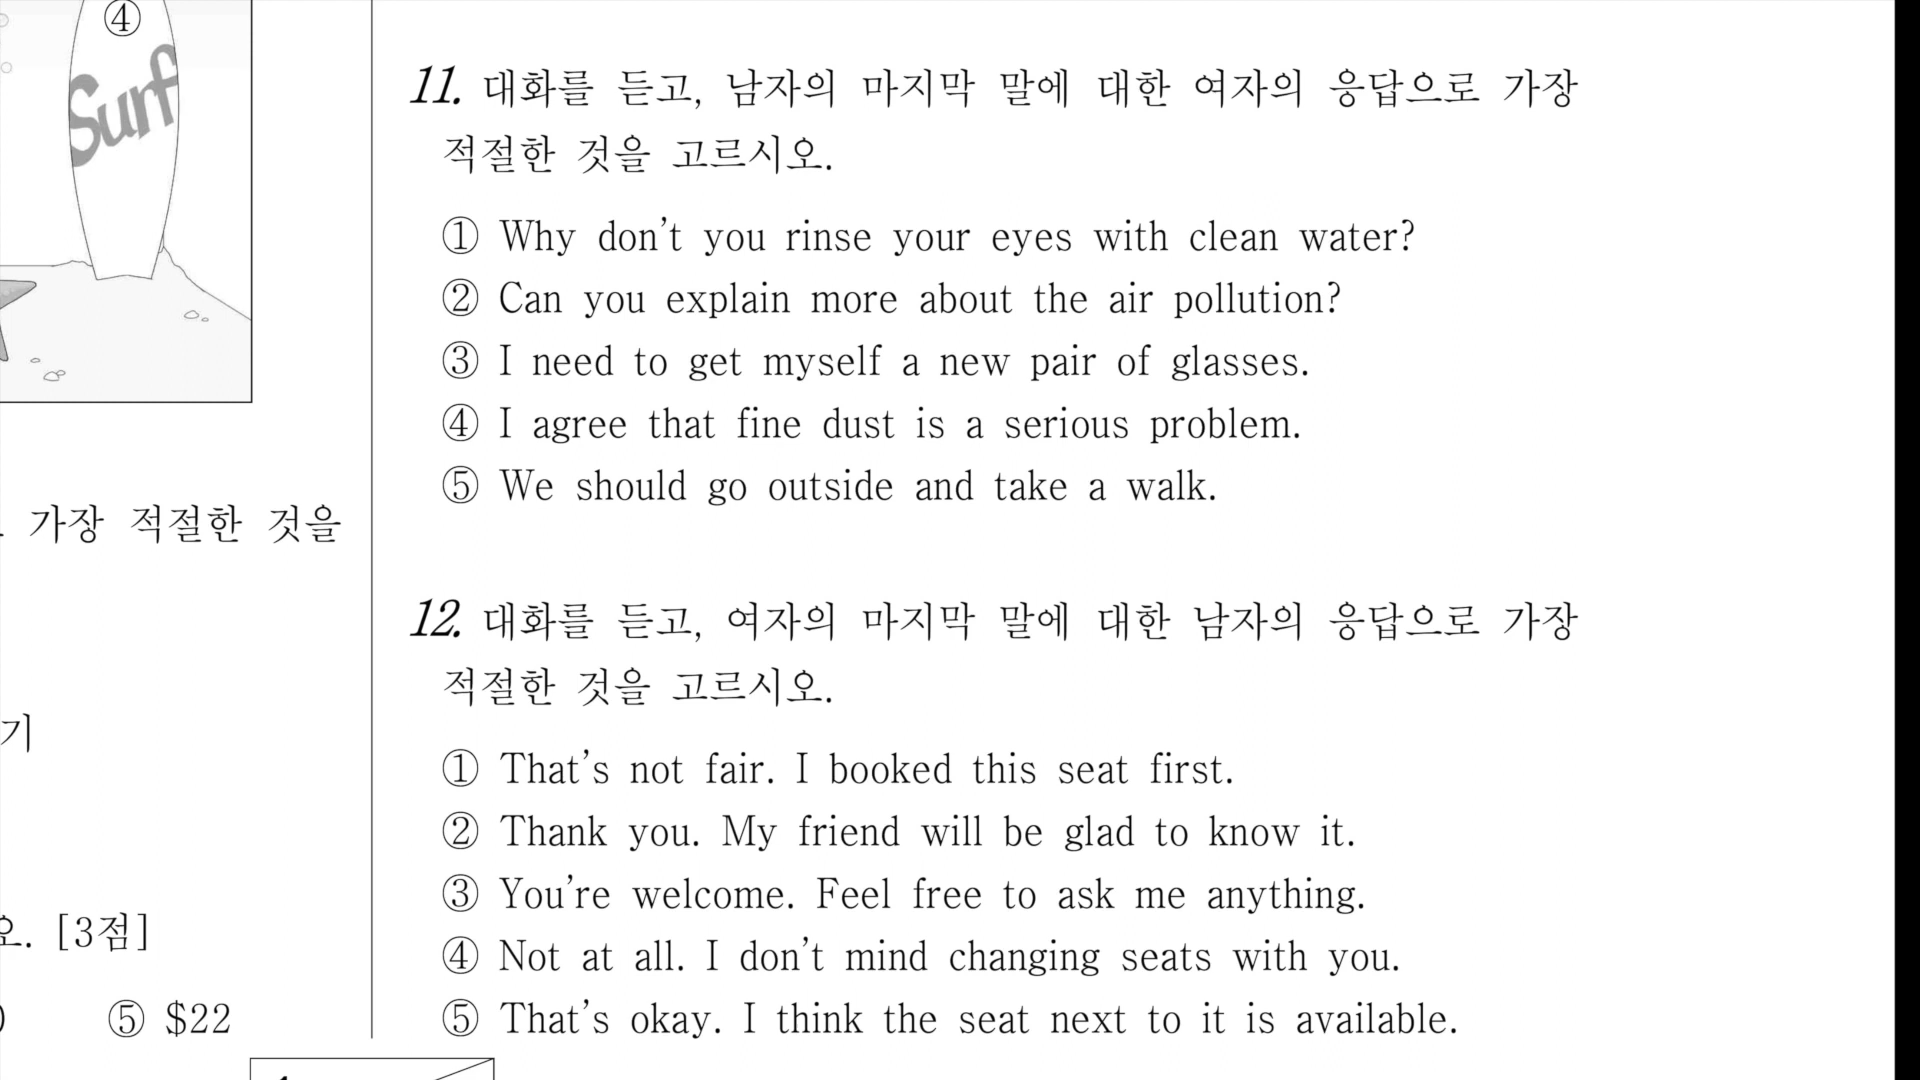 ④
Surf
가장 적절한 것을
기
오. [3점]
⑤ $22
11. 대화를 듣고, 남자의 마지막 말에 대한 여자의 응답으로 가장
적절한 것을 고르시오.
① Why don't you rinse your eyes with clean water?
② Can you explain more about the air pollution?
③ I need to get myself a new pair of glasses.
④ I agree that fine dust is a serious problem.
⑤ We should go outside and take a walk.
12. 대화를 듣고, 여자의 마지막 말에 대한 남자의 응답으로 가장
적절한 것을 고르시오.
① That's not fair. I booked this seat first.
② Thank you. My friend will be glad to know it.
③ You're welcome. Feel free to ask me anything.
④ Not at all. I don't mind changing seats with you.
⑤ That's okay. I think the seat next to it is available.